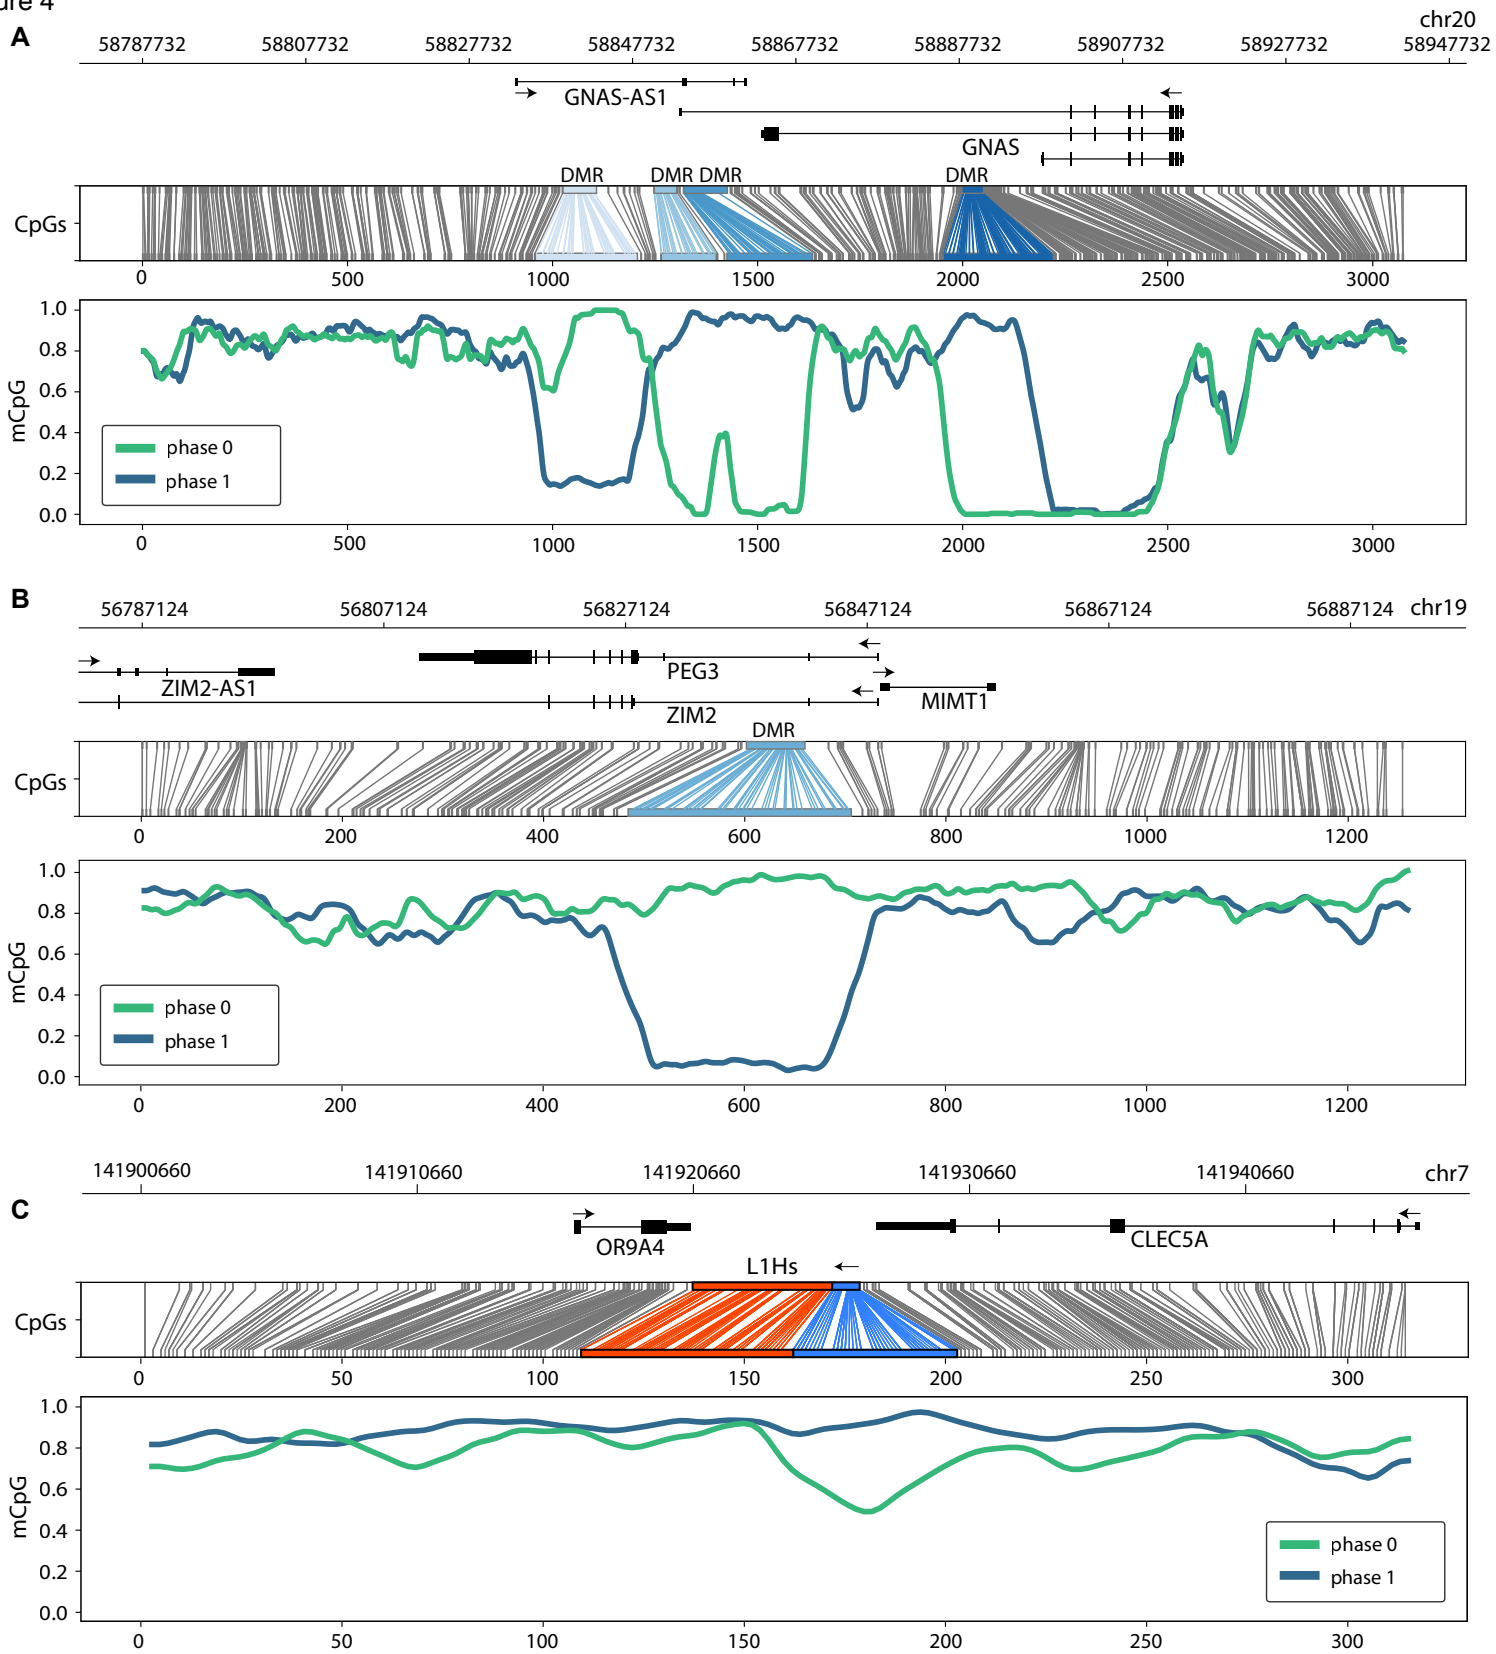 ure 4
A
chr20
58787732 58807732 58827732 58847732 58867732 58887732 58907732 58927732 58947732
GNAS-AS1
GNAS
DMR DMR DMR DMR
CpGs
0 500 1000 1500 2000 2500 3000
1.0
0.8
0.6
0.4
0.2
0.0
mCpG
phase 0
phase 1
0 500 1000 1500 2000 2500 3000
B
56787124 56807124 56827124 56847124 56867124 56887124 chr19
PEG3
ZIM2-AS1
MIMT1
ZIM2
DMR
CpGs
0 200 400 600 800 1000 1200
1.0
0.8
0.6
0.4
0.2
0.0
mCpG
phase 0
phase 1
0 200 400 600 800 1000 1200
141900660 141910660 141920660 141930660 141940660 chr7
C
OR9A4
CLEC5A
L1Hs
CpGs
0 50 100 150 200 250 300
1.0
0.8
0.6
0.4
0.2
0.0
mCpG
phase 0
phase 1
0 50 100 150 200 250 300